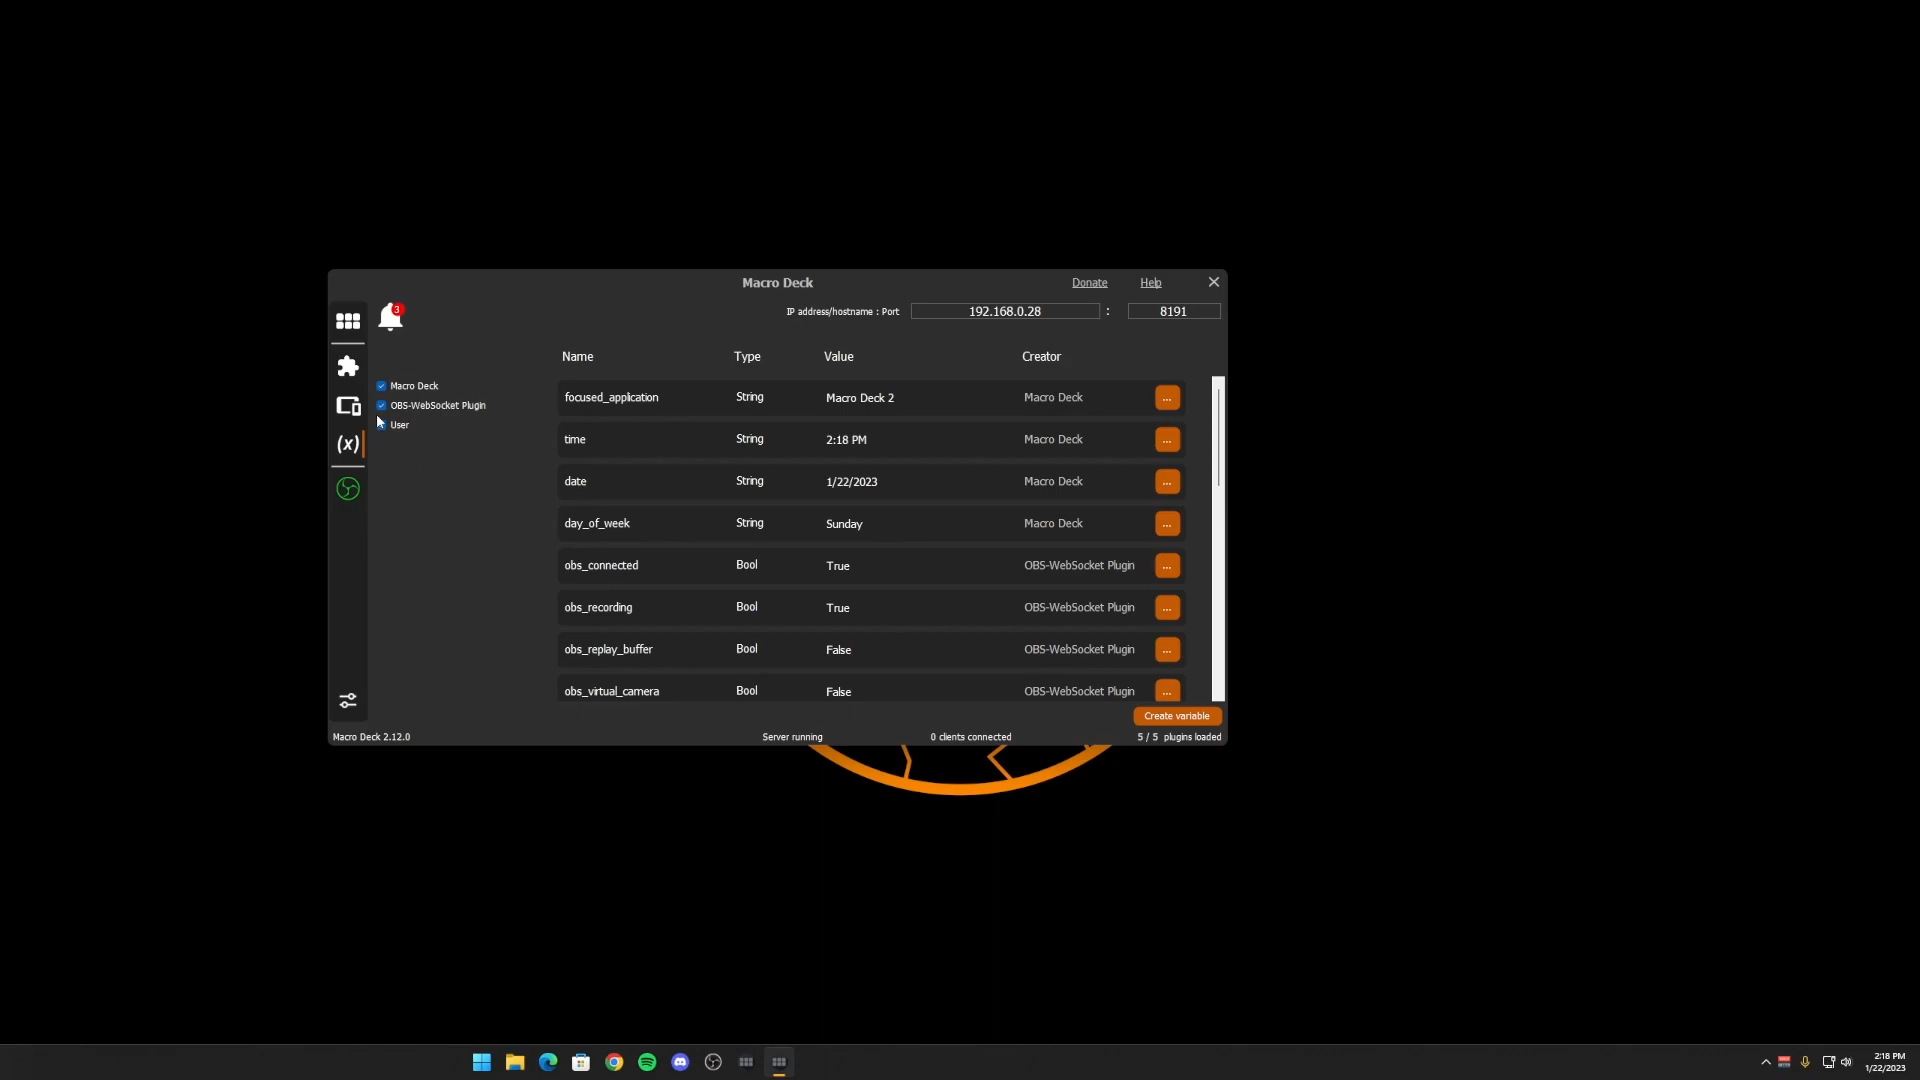 Macro Deck
Donate
Help
3
IP address/hostname : Port
192.168.0.28
:
8191
Name Type Value Creator
Macro Deck
OBS-WebSocket Plugin
User
(x)
focused_application String Macro Deck 2 Macro Deck ...
time String 2:18 PM Macro Deck ...
date String 1/22/2023 Macro Deck ...
day_of_week String Sunday Macro Deck ...
obs_connected Bool True OBS-WebSocket Plugin ...
obs_recording Bool True OBS-WebSocket Plugin ...
obs_replay_buffer Bool False OBS-WebSocket Plugin ...
obs_virtual_camera Bool False OBS-WebSocket Plugin ...
Create variable
Macro Deck 2.12.0
Server running
0 clients connected
5 / 5 plugins loaded
2:18 PM
1/22/2023